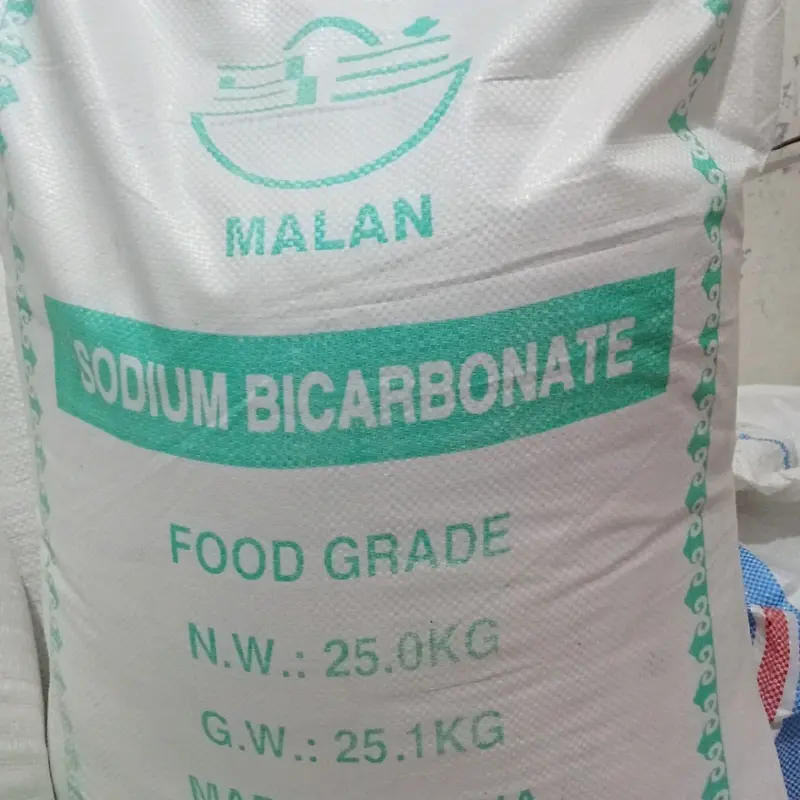 MALAN
SODIUM BICARBONATE
FOOD GRADE
N.W.: 25.0KG
G.W.: 25.1KG